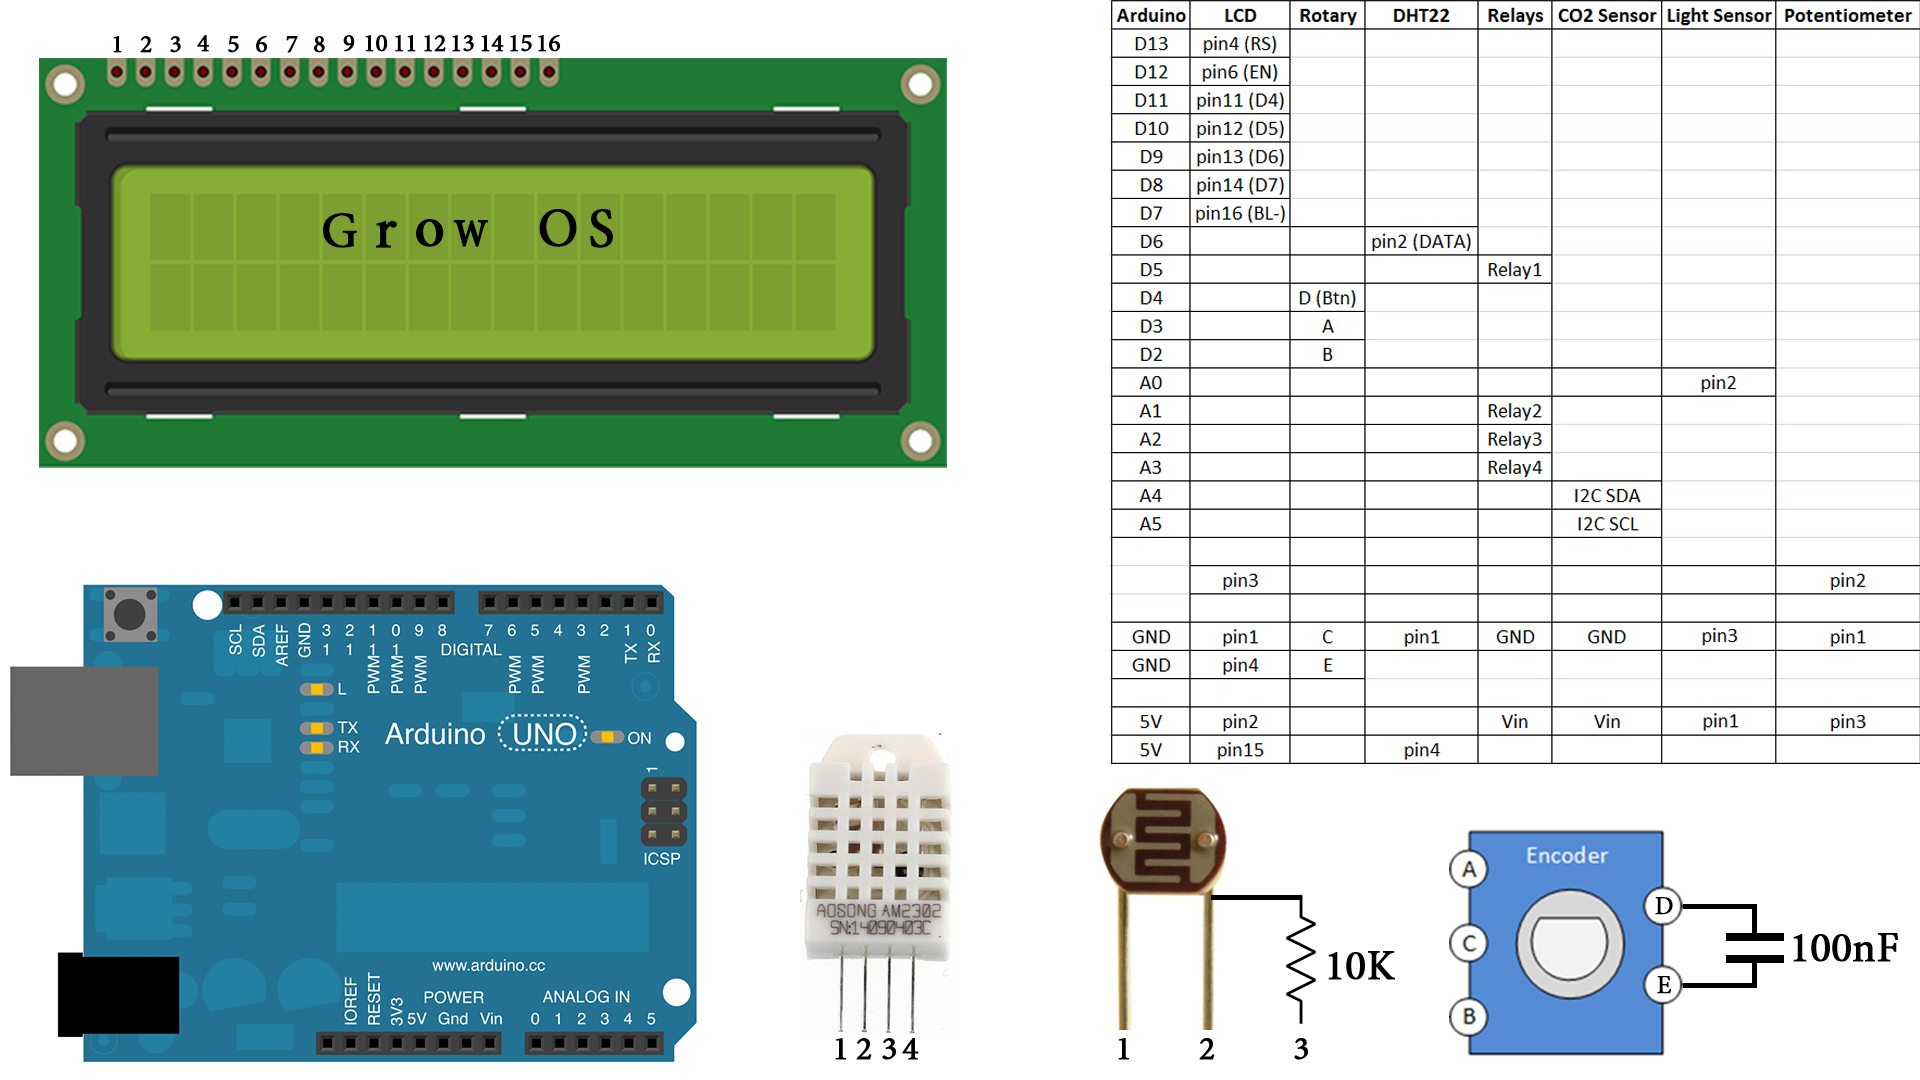 1 2 3 4 5 6 7 8 9 10 11 12 13 14 15 16
Grow OS
Arduino LCD Rotary DHT22 Relays CO2 Sensor Light Sensor Potentiometer
D13 pin4 (RS)
D12 pin6 (EN)
D11 pin11 (D4)
D10 pin12 (D5)
D9 pin13 (D6)
D8 pin14 (D7)
D7 pin16 (BL-)
D6 pin2 (DATA)
D5 Relay1
D4 D (Btn)
D3 A
D2 B
A0 pin2
A1 Relay2
A2 Relay3
A3 Relay4
A4 I2C SDA
A5 I2C SCL
pin3 pin2
GND pin1 C pin1 GND GND pin3 pin1
GND pin4 E
5V pin2 Vin Vin pin1 pin3
5V pin15 pin4
SCL SDA AREF GND 13 12 11 10 9 8 7 6 5 4 3 2 1 0
PWM PWM PWM DIGITAL PWM PWM PWM TX RX
L
TX
RX
Arduino UNO ON
1
ICSP
www.arduino.cc
IOREF RESET 3V3 POWER ANALOG IN
5V Gnd Vin 0 1 2 3 4 5
AOSONG AM2302
SN:14090403C
1 2 3 4
10K
1 2 3
Encoder
A
D
C
100nF
E
B